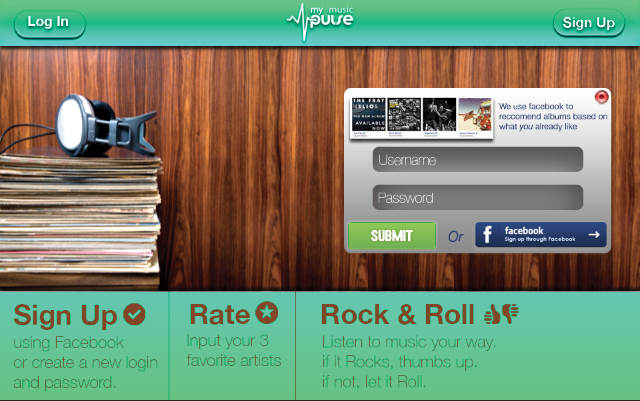 Log In
my music
pulse
Sign Up
THE FRAY
THE NEW ALBUM
AVAILABLE
NOW
We use facebook to
reccomend albums based on
what you already like
Username
Password
SUBMIT
Or
facebook
Sign up through Facebook
Sign Up
using Facebook
or create a new login
and password.
Rate
Input your 3
favorite artists
Rock & Roll
Listen to music your way.
if it Rocks, thumbs up.
if not, let it Roll.